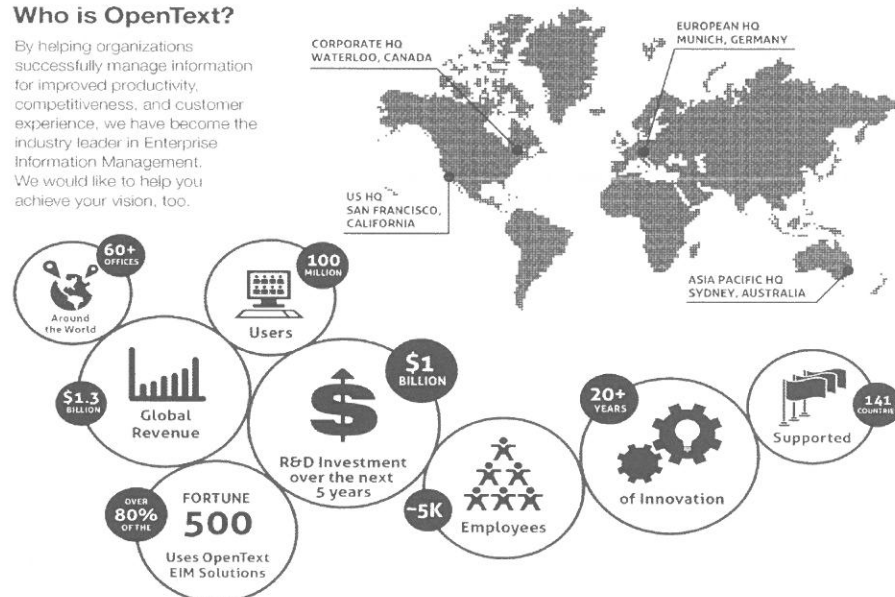 Who is OpenText?
By helping organizations
successfully manage information
for improved productivity,
competitiveness, and customer
experience, we have become the
industry leader in Enterprise
Information Management.
We would like to help you
achieve your vision, too.
CORPORATE HQ
WATERLOO, CANADA
EUROPEAN HQ
MUNICH, GERMANY
US HQ
SAN FRANCISCO,
CALIFORNIA
ASIA PACIFIC HQ
SYDNEY, AUSTRALIA
60+
OFFICES
Around
the World
100
MILLION
Users
$1.3
BILLION
Global
Revenue
$1
BILLION
R&D Investment
over the next
5 years
OVER
80%
OF THE
FORTUNE
500
Uses OpenText
EIM Solutions
~5K
Employees
20+
YEARS
of Innovation
141
COUNTRIES
Supported